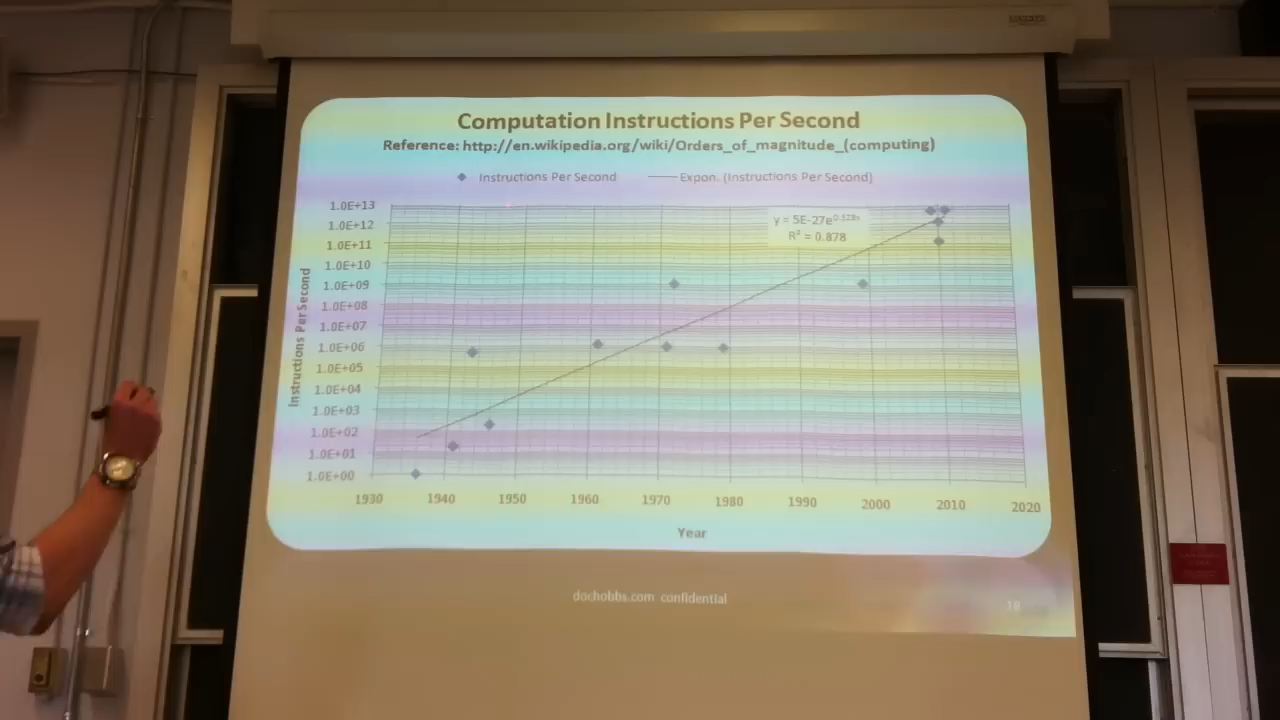 Computation Instructions Per Second
Reference: http://en.wikipedia.org/wiki/Orders_of_magnitude_(computing)
Instructions Per Second Expon. (Instructions Per Second)
1.0E+13
1.0E+12
1.0E+11
1.0E+10
1.0E+09
1.0E+08
1.0E+07
1.0E+06
1.0E+05
1.0E+04
1.0E+03
1.0E+02
1.0E+01
1.0E+00
Instructions Per Second
y = 5E-27e
R² = 0.878
1930 1940 1950 1960 1970 1980 1990 2000 2010 2020
Year
dochobbs.com confidential
18